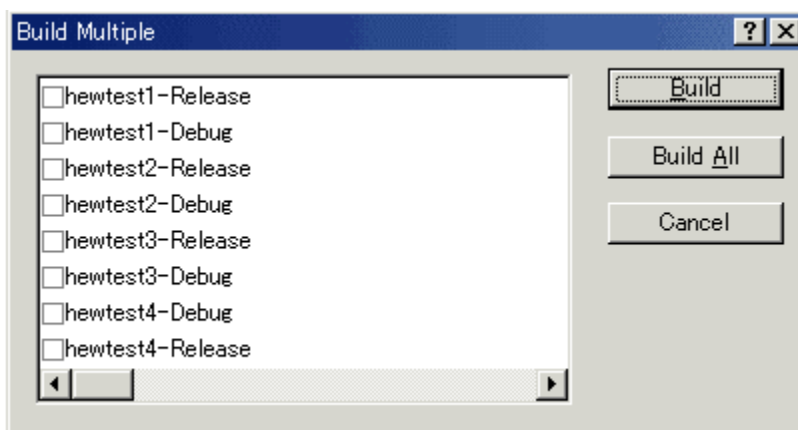 Build Multiple
hewtest1-Release
hewtest1-Debug
hewtest2-Release
hewtest2-Debug
hewtest3-Release
hewtest3-Debug
hewtest4-Debug
hewtest4-Release
Build
Build All
Cancel